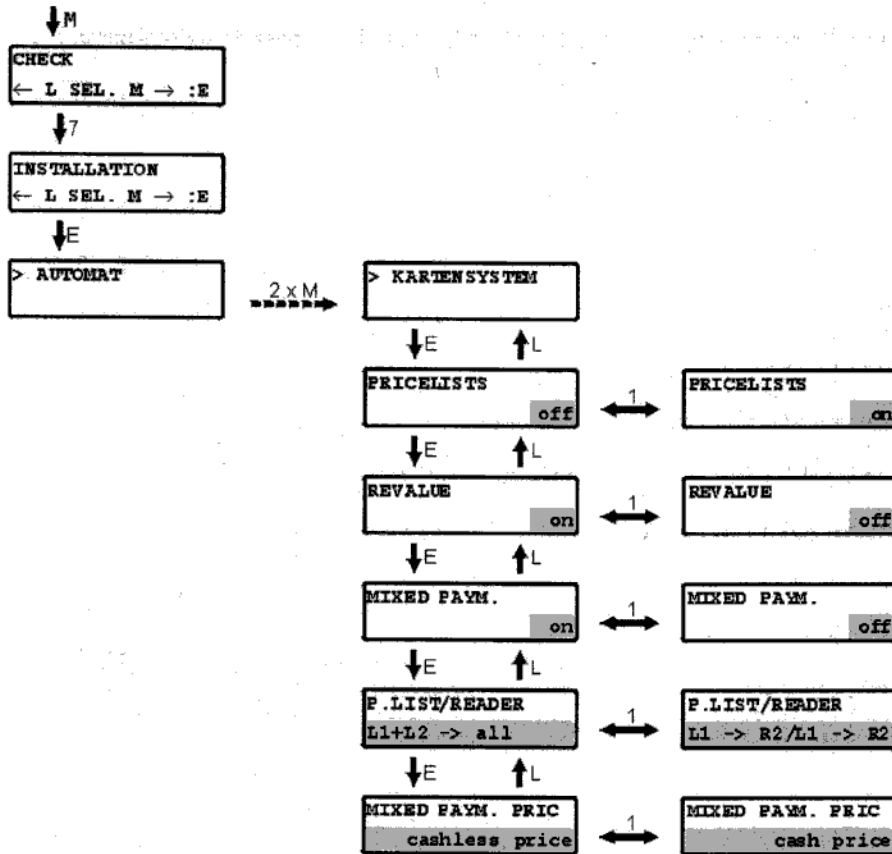 M
CHECK
← L SEL. M → :E
7
INSTALLATION
← L SEL. M → :E
E
> AUTOMAT
2 x M
> KARTENSYSTEM
E L
PRICELISTS
off
1
PRICELISTS
on
E L
REVALUE
on
1
REVALUE
off
E L
MIXED PAYM.
on
1
MIXED PAYM.
off
E L
P.LIST/READER
L1+L2 -> all
1
P.LIST/READER
L1 -> R2/L1 -> R2
E L
MIXED PAYM. PRIC
cashless price
1
MIXED PAYM. PRIC
cash price